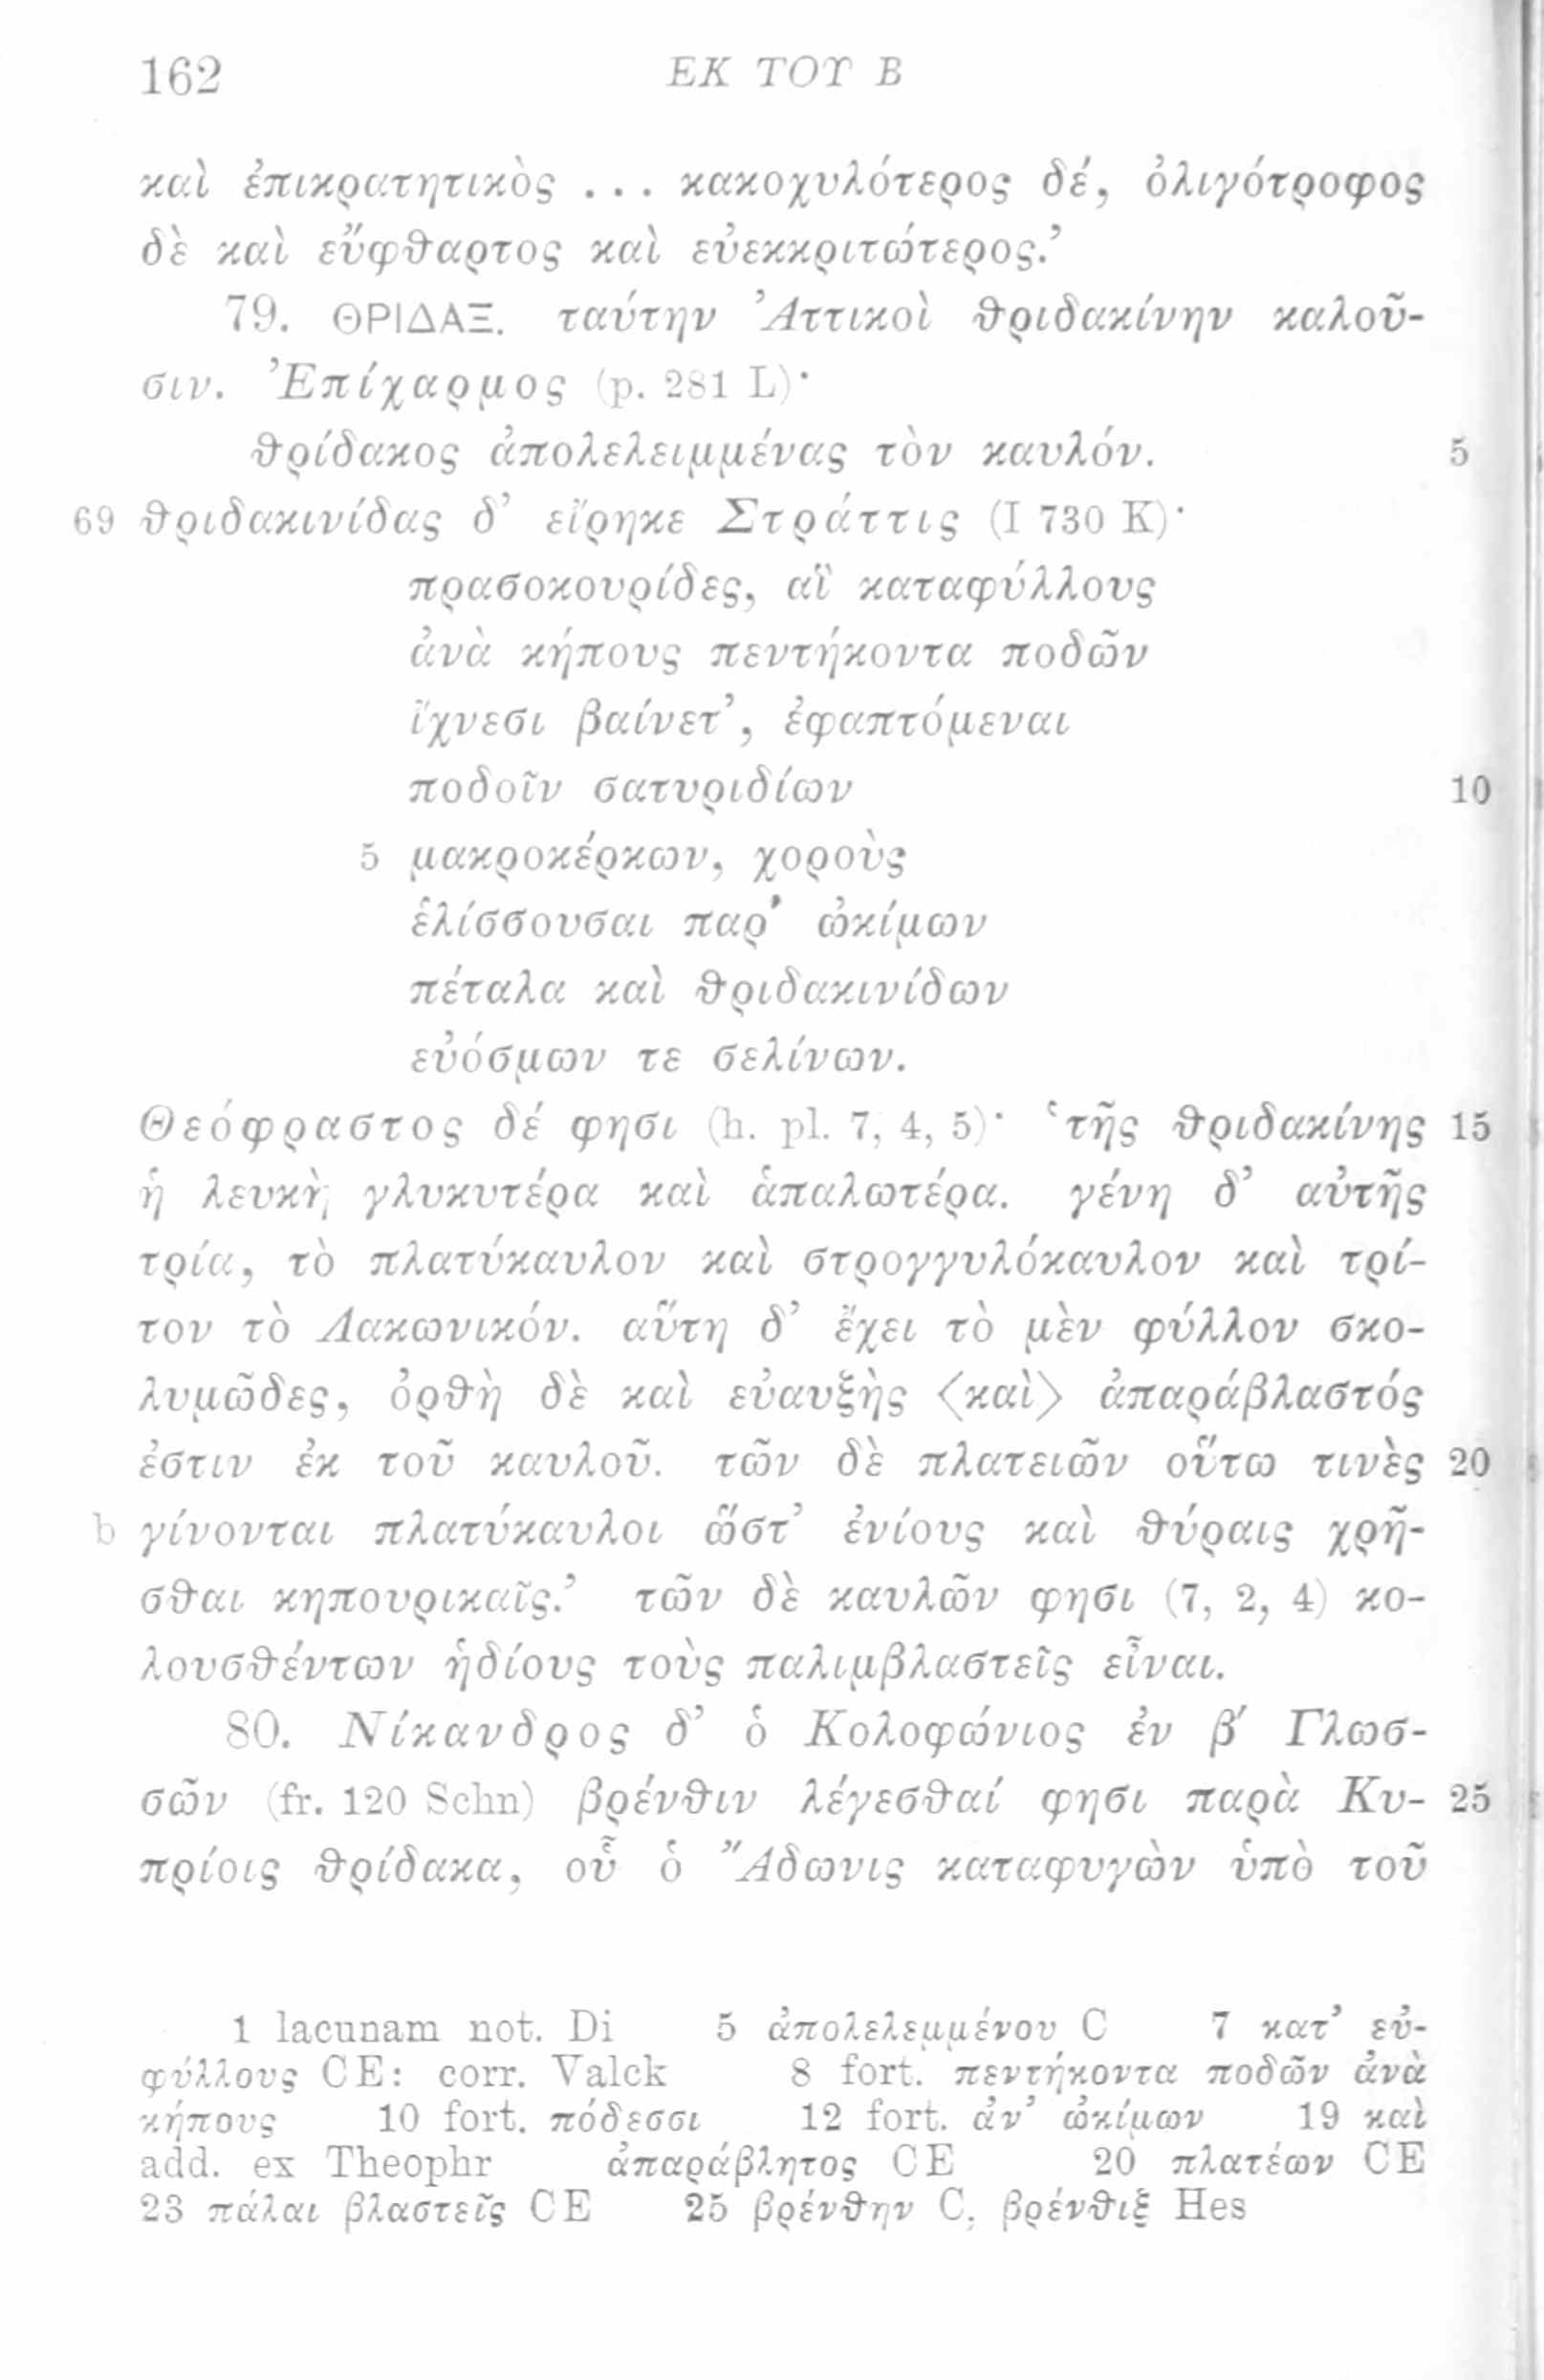 162 ΕΚ ΤΟΥ Β
καὶ ἐπικρατητικὸς ... κακοχυλότερος δέ, ὀλιγότροφος
δὲ καὶ εὔφθαρτος καὶ εὐεκκριτώτερος.’
79. ΘΡΙΔΑΞ. ταύτην Ἀττικοὶ θριδακίνην καλοῦ-
σιν. Ἐπίχαρμος (p. 281 L)·
θρίδακος ἀπολελειμμένας τὸν καυλόν. 5
69 θριδακινίδας δ’ εἴρηκε Στράττις (I 730 K)·
πρασοκουρίδες, αἳ καταφύλλους
ἀνὰ κήπους πεντήκοντα ποδῶν
ἴχνεσι βαίνετ’, ἐφαπτόμεναι
ποδοῖν σατυριδίων 10
5 μακροκέρκων, χοροὺς
ἑλίσσουσαι παρ’ ὠκίμων
πέταλα καὶ θριδακινίδων
εὐόσμων τε σελίνων.
Θεόφραστος δέ φησι (h. pl. 7, 4, 5)· ‘τῆς θριδακίνης 15
ἡ λευκὴ γλυκυτέρα καὶ ἁπαλωτέρα. γένη δ’ αὐτῆς
τρία, τὸ πλατύκαυλον καὶ στρογγυλόκαυλον καὶ τρί-
τον τὸ Λακωνικόν. αὕτη δ’ ἔχει τὸ μὲν φύλλον σκο-
λυμῶδες, ὀρθὴ δὲ καὶ εὐαυξὴς ⟨καὶ⟩ ἀπαράβλαστός
ἐστιν ἐκ τοῦ καυλοῦ. τῶν δὲ πλατειῶν οὕτω τινὲς 20
b γίνονται πλατύκαυλοι ὥστ’ ἐνίους καὶ θύραις χρῆ-
σθαι κηπουρικαῖς.’ τῶν δὲ καυλῶν φησι (7, 2, 4) κο-
λουσθέντων ἡδίους τοὺς παλιμβλαστεῖς εἶναι.
80. Νίκανδρος δ’ ὁ Κολοφώνιος ἐν β′ Γλωσ-
σῶν (fr. 120 Schn) βρένθιν λέγεσθαί φησι παρὰ Κυ- 25
πρίοις θρίδακα, οὗ ὁ Ἄδωνις καταφυγὼν ὑπὸ τοῦ
1 lacunam not. Di 5 ἀπολελεμμένου C 7 κατ’ εὐ-
φύλλους CE: corr. Valck 8 fort. πεντήκοντα ποδῶν ἀνὰ
κήπους 10 fort. πόδεσσι 12 fort. ἀν’ ὠκίμων 19 καὶ
add. ex Theophr ἀπαράβλητος CE 20 πλατέων CE
23 πάλαι βλαστεῖς CE 25 βρένθην C, βρένθιξ Hes